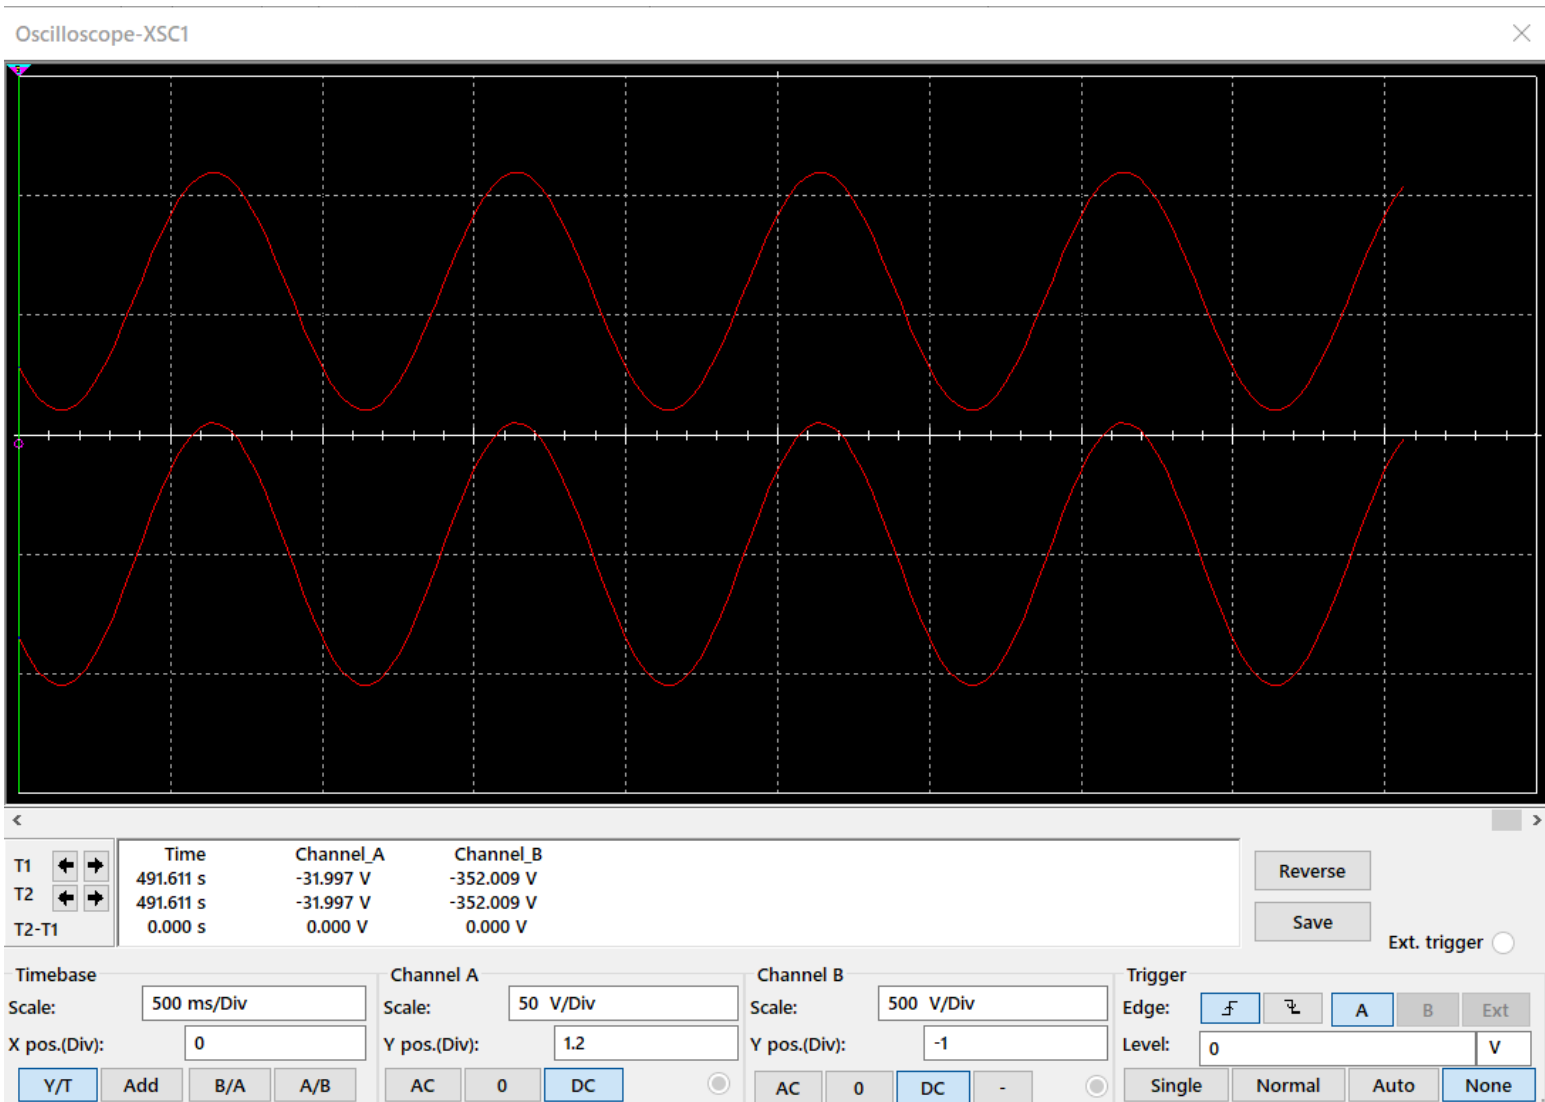 Oscilloscope-XSC1
Time Channel_A Channel_B
T1 491.611 s -31.997 V -352.009 V
T2 491.611 s -31.997 V -352.009 V
T2-T1 0.000 s 0.000 V 0.000 V
Reverse
Save
Ext. trigger
Timebase
Scale: 500 ms/Div
X pos.(Div): 0
Y/T Add B/A A/B
Channel A
Scale: 50 V/Div
Y pos.(Div): 1.2
AC 0 DC
Channel B
Scale: 500 V/Div
Y pos.(Div): -1
AC 0 DC -
Trigger
Edge: A B Ext
Level: 0 V
Single Normal Auto None